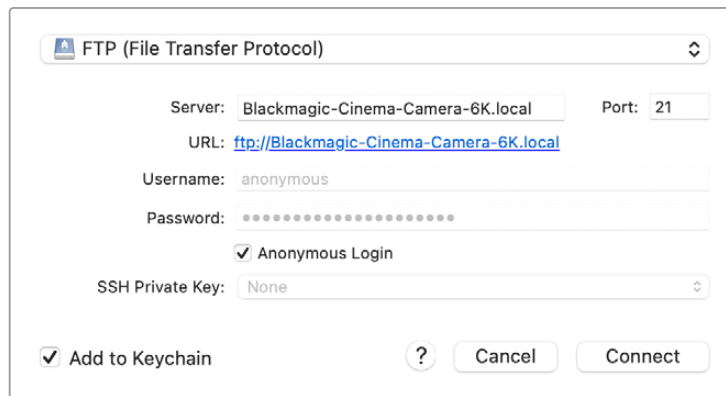 FTP (File Transfer Protocol)
Server: Blackmagic-Cinema-Camera-6K.local Port: 21
URL: ftp://Blackmagic-Cinema-Camera-6K.local
Username: anonymous
Password: ●●●●●●●●●●●●●●●●●●●●●
Anonymous Login
SSH Private Key: None
Add to Keychain ? Cancel Connect